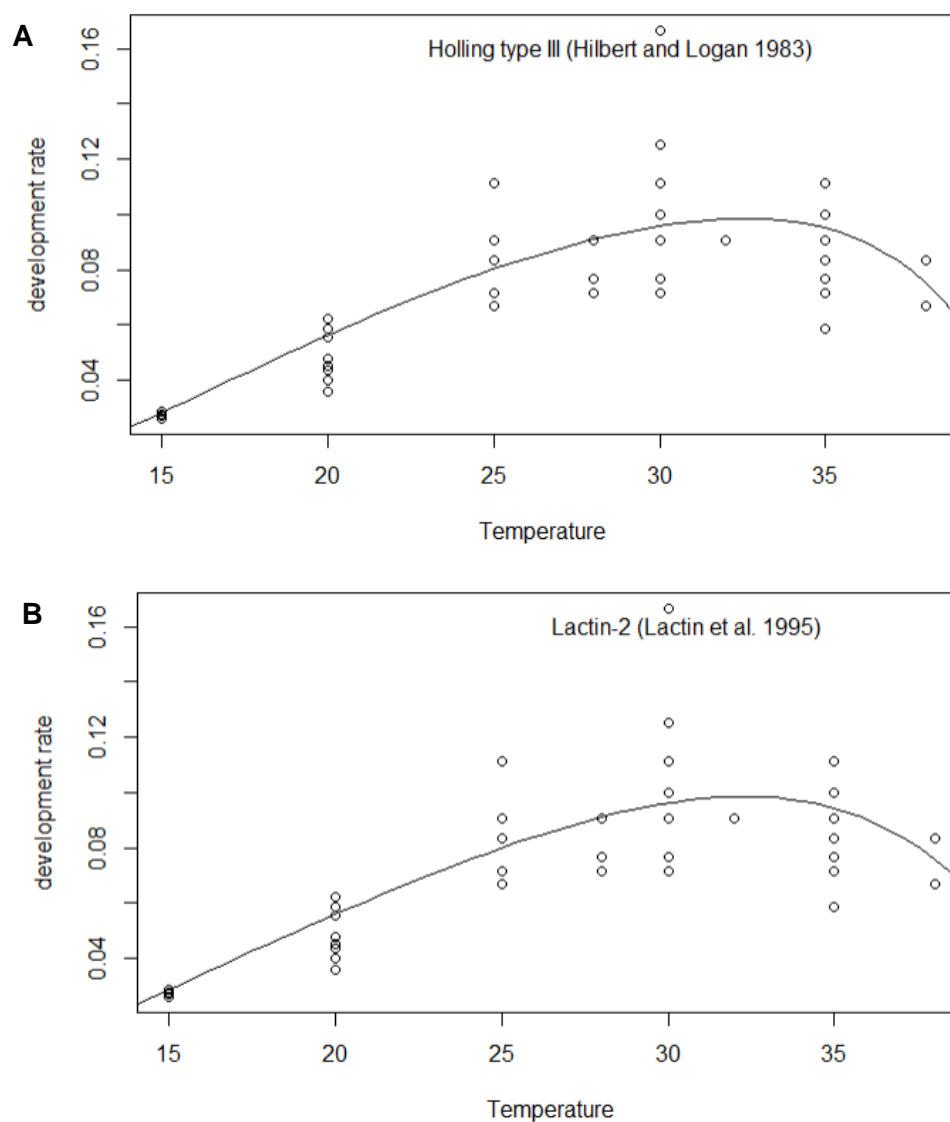 A
Holling type III (Hilbert and Logan 1983)
development rate
0.16
0.12
0.08
0.04
15 20 25 30 35
Temperature
B
Lactin-2 (Lactin et al. 1995)
development rate
0.16
0.12
0.08
0.04
15 20 25 30 35
Temperature